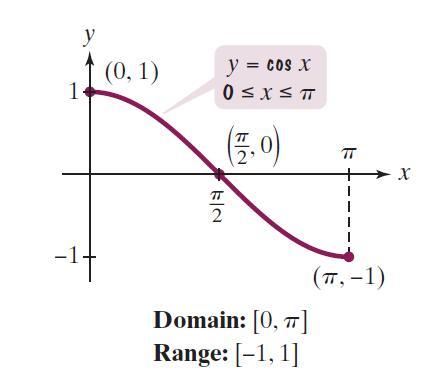 y
(0, 1)
y = cos x
0 ≤ x ≤ π
1
(π/2, 0)
π
x
π/2
−1
(π, −1)
Domain: [0, π]
Range: [−1, 1]